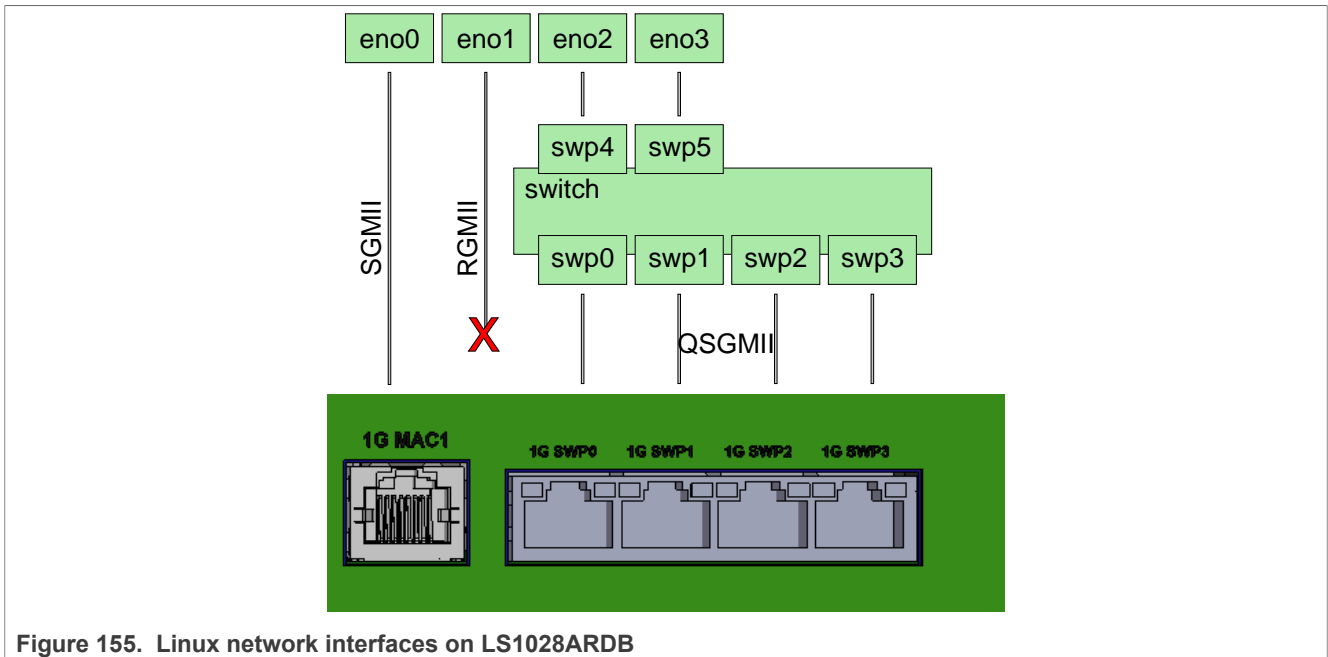 eno0 eno1 eno2 eno3
swp4 swp5
switch
SGMII
RGMII
swp0 swp1 swp2 swp3
X
QSGMII
1G MAC1
1G SWP0 1G SWP1 1G SWP2 1G SWP3
Figure 155. Linux network interfaces on LS1028ARDB